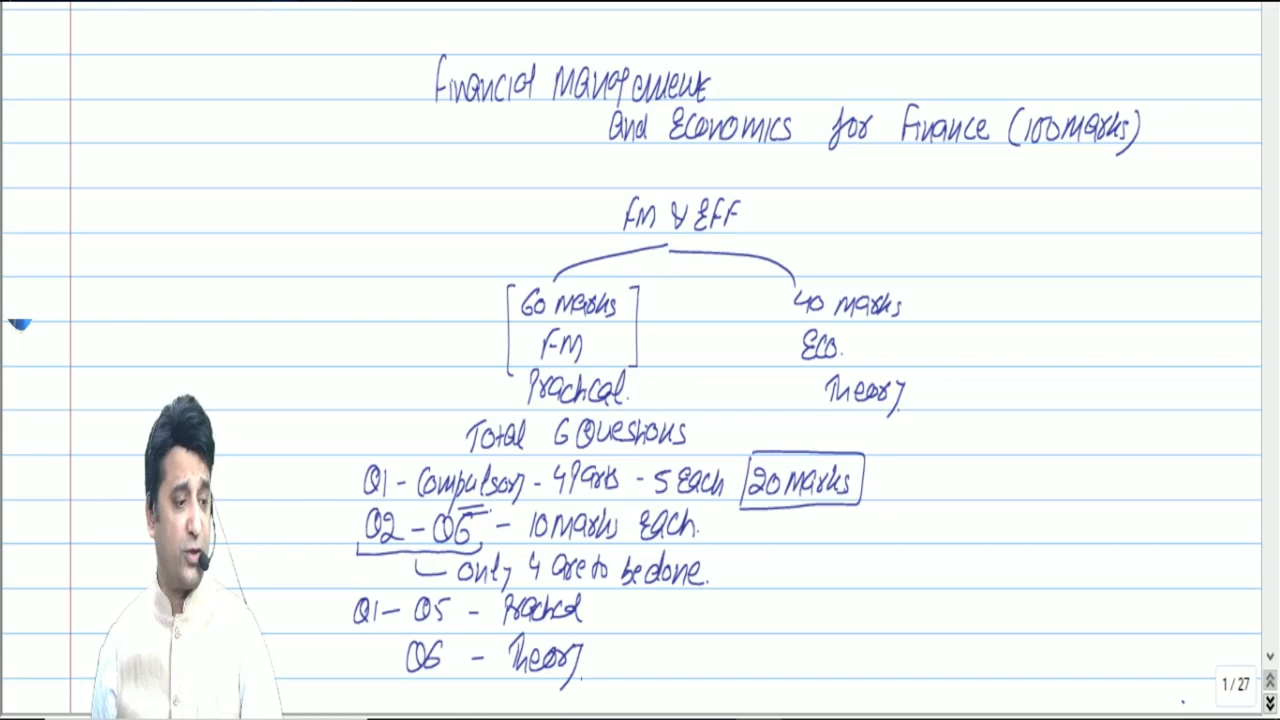 Financial Management
and Economics for Finance (100 marks)
FM & EFF
60 marks 40 marks
FM Eco.
Practical. Theory.
Total 6 Questions
Q1 - Compulsory - 4 Parts - 5 Each 20 marks
Q2 - Q6 - 10 marks Each.
only 4 are to be done.
Q1 - Q5 - Practical
Q6 - Theory.
1 / 27